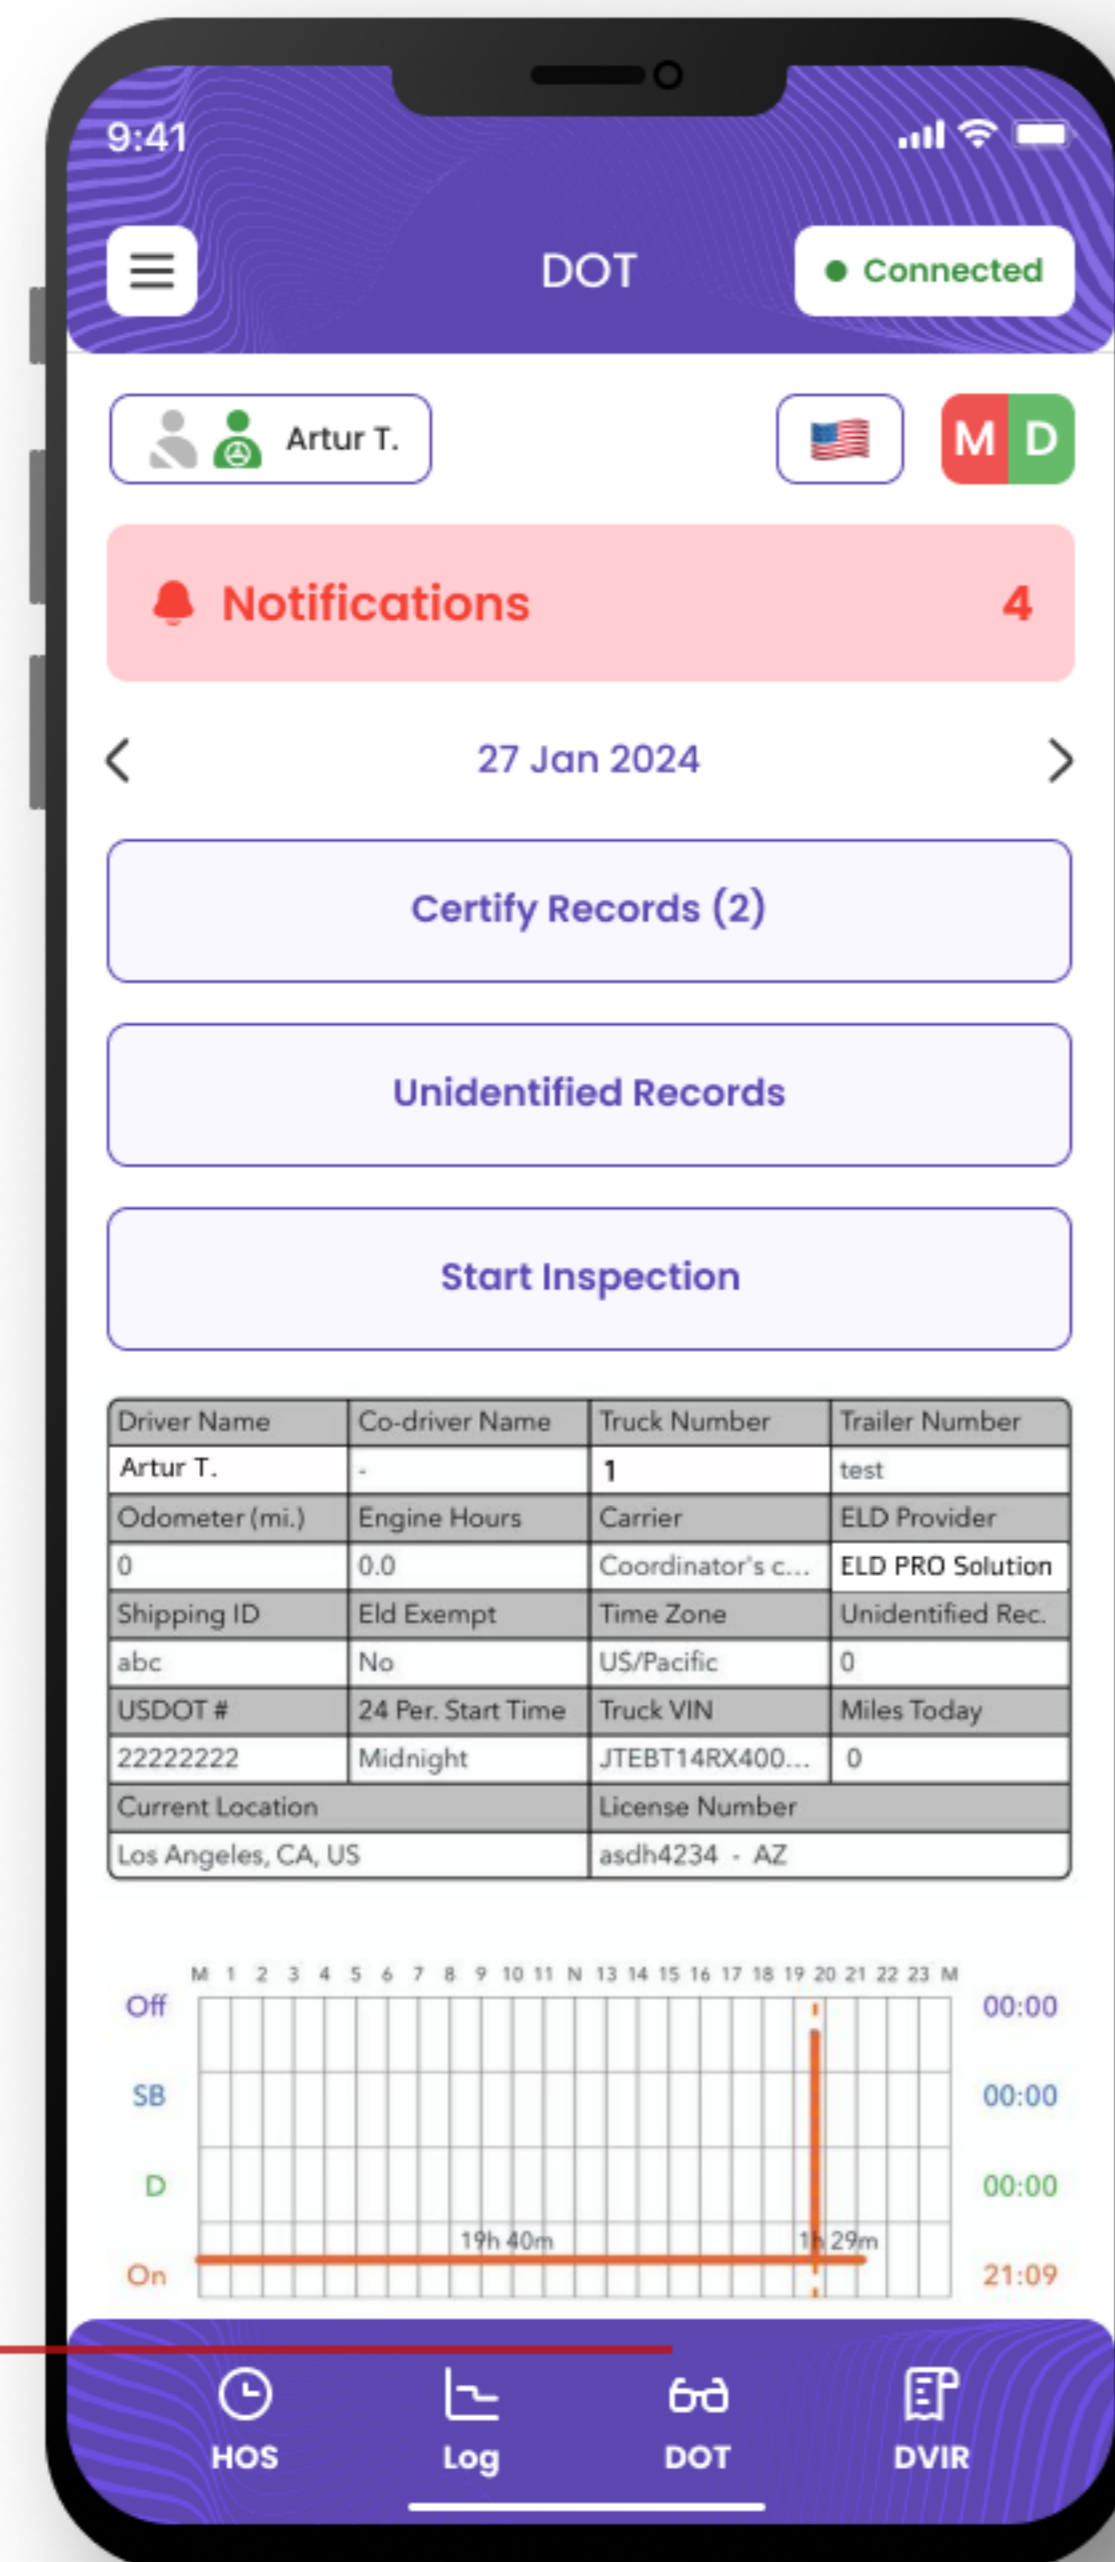 9:41
DOT
Connected
Artur T.
M D
Notifications 4
27 Jan 2024
Certify Records (2)
Unidentified Records
Start Inspection
Driver Name Co-driver Name Truck Number Trailer Number
Artur T. - 1 test
Odometer (mi.) Engine Hours Carrier ELD Provider
0 0.0 Coordinator's c... ELD PRO Solution
Shipping ID Eld Exempt Time Zone Unidentified Rec.
abc No US/Pacific 0
USDOT # 24 Per. Start Time Truck VIN Miles Today
22222222 Midnight JTEBT14RX400... 0
Current Location License Number
Los Angeles, CA, US asdh4234 - AZ
M 1 2 3 4 5 6 7 8 9 10 11 N 13 14 15 16 17 18 19 20 21 22 23 M
Off 00:00
SB 00:00
D 00:00
19h 40m 1h 29m
On 21:09
HOS Log DOT DVIR